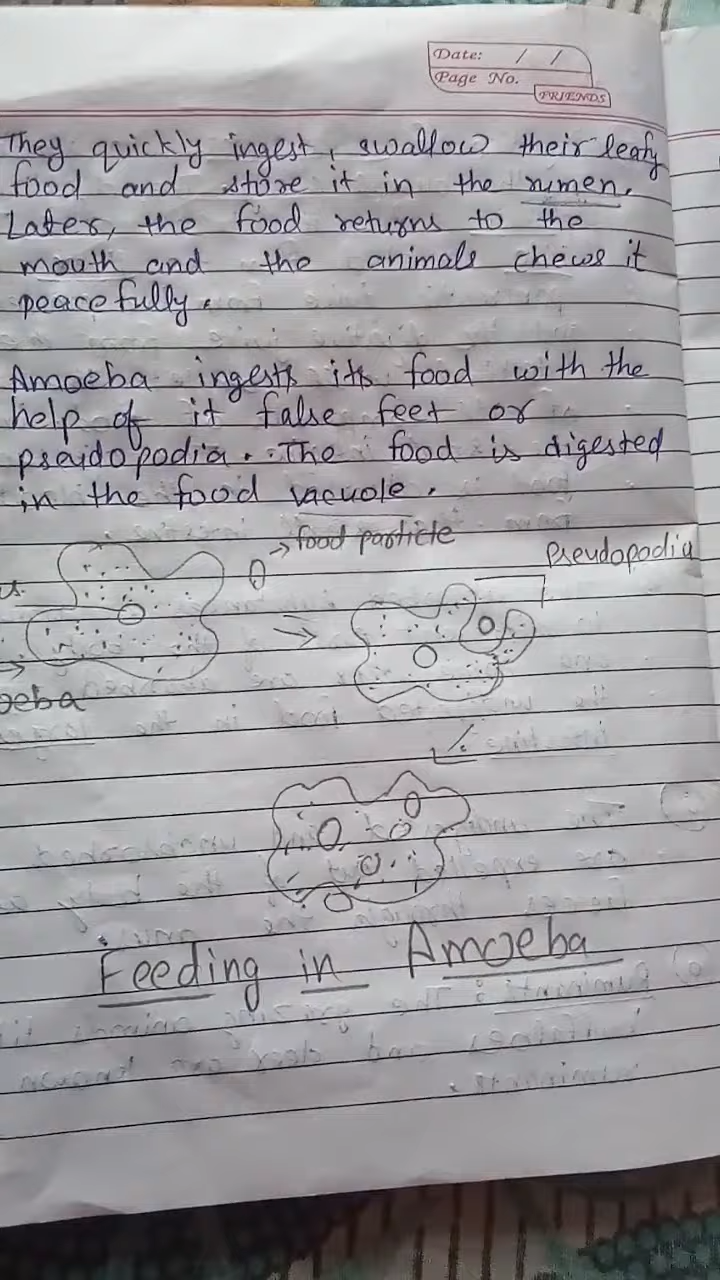 Date: / /
Page No.
FRIENDS
They quickly ingest, swallow their leafy
food and store it in the rumen.
Later, the food returns to the
mouth and the animals chews it
peacefully.
Amoeba ingests its food with the
help of it false feet or
pseidopodia. The food is digested
in the food vacuole.
food particle
Pseudopodia
oeba
Feeding in Amoeba